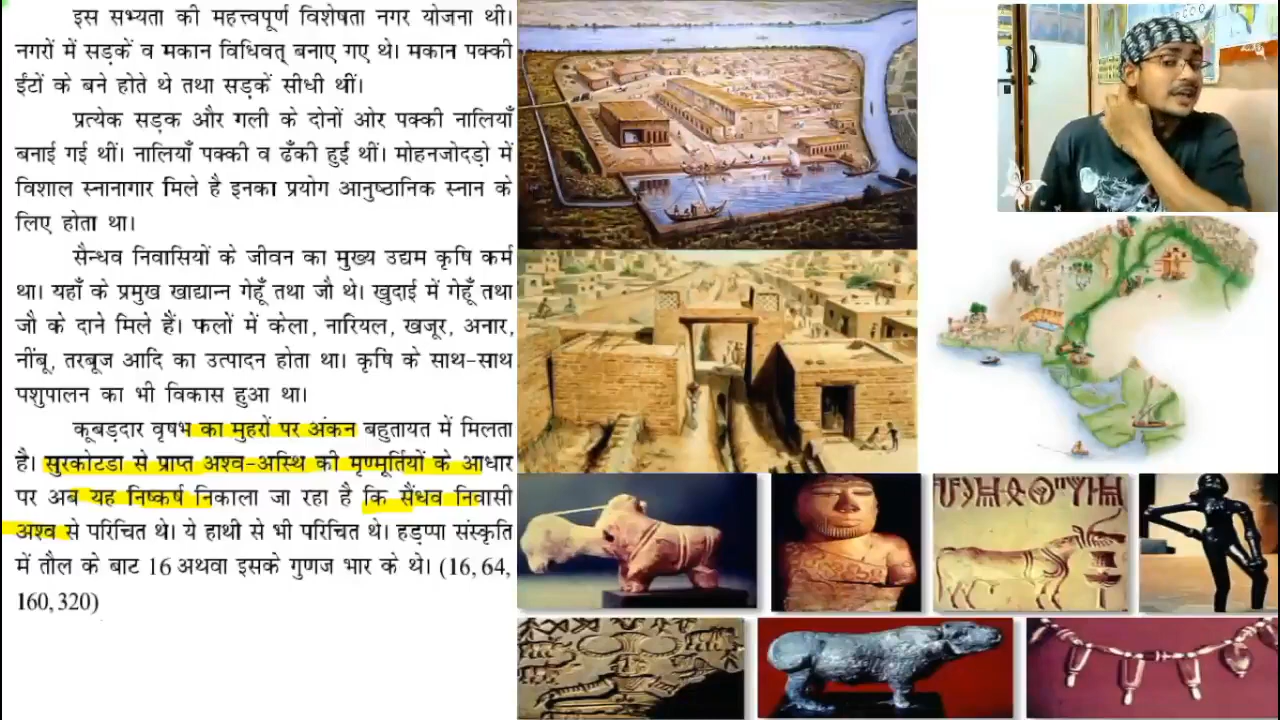 इस सभ्यता की महत्त्वपूर्ण विशेषता नगर योजना थी।
नगरों में सड़कें व मकान विधिवत् बनाए गए थे। मकान पक्की
ईंटों के बने होते थे तथा सड़कें सीधी थीं।
प्रत्येक सड़क और गली के दोनों ओर पक्की नालियाँ
बनाई गई थीं। नालियाँ पक्की व ढँकी हुई थीं। मोहनजोदड़ो में
विशाल स्नानागार मिले है इनका प्रयोग आनुष्ठानिक स्नान के
लिए होता था।
सैन्धव निवासियों के जीवन का मुख्य उद्यम कृषि कर्म
था। यहाँ के प्रमुख खाद्यान्न गेहूँ तथा जौ थे। खुदाई में गेहूँ तथा
जौ के दाने मिले हैं। फलों में केला, नारियल, खजूर, अनार,
नींबू, तरबूज आदि का उत्पादन होता था। कृषि के साथ-साथ
पशुपालन का भी विकास हुआ था।
कूबड़दार वृषभ का मुहरों पर अंकन बहुतायत में मिलता
है। सुरकोटडा से प्राप्त अश्व-अस्थि की मृण्मूर्तियों के आधार
पर अब यह निष्कर्ष निकाला जा रहा है कि सैंधव निवासी
अश्व से परिचित थे। ये हाथी से भी परिचित थे। हड़प्पा संस्कृति
में तौल के बाट 16 अथवा इसके गुणज भार के थे। (16, 64,
160, 320)